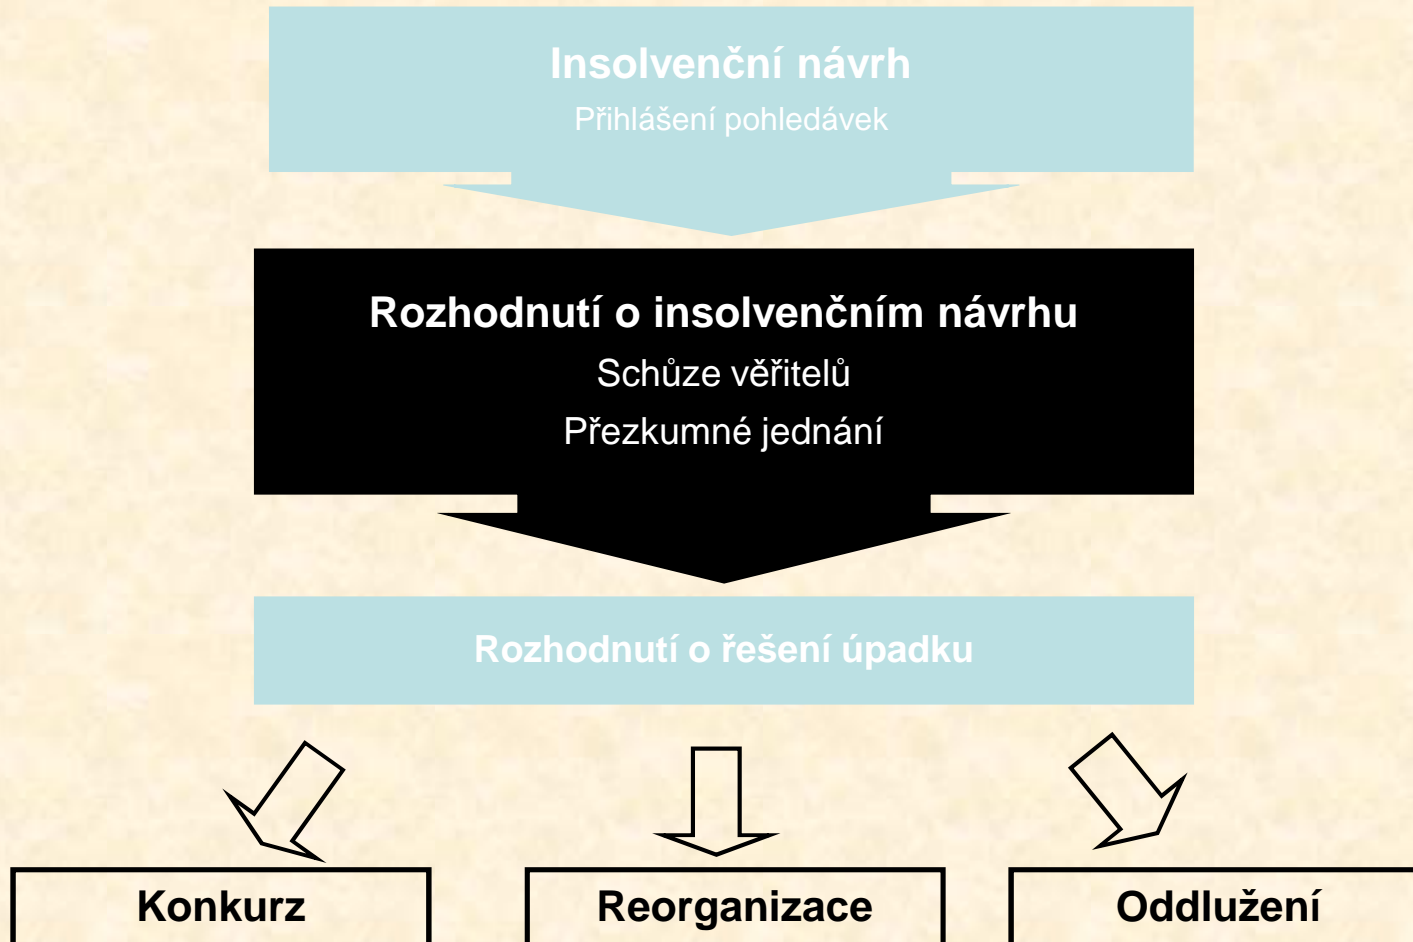 Insolvenční návrh
Přihlášení pohledávek
Rozhodnutí o insolvenčním návrhu
Schůze věřitelů
Přezkumné jednání
Rozhodnutí o řešení úpadku
Konkurz
Reorganizace
Oddlužení